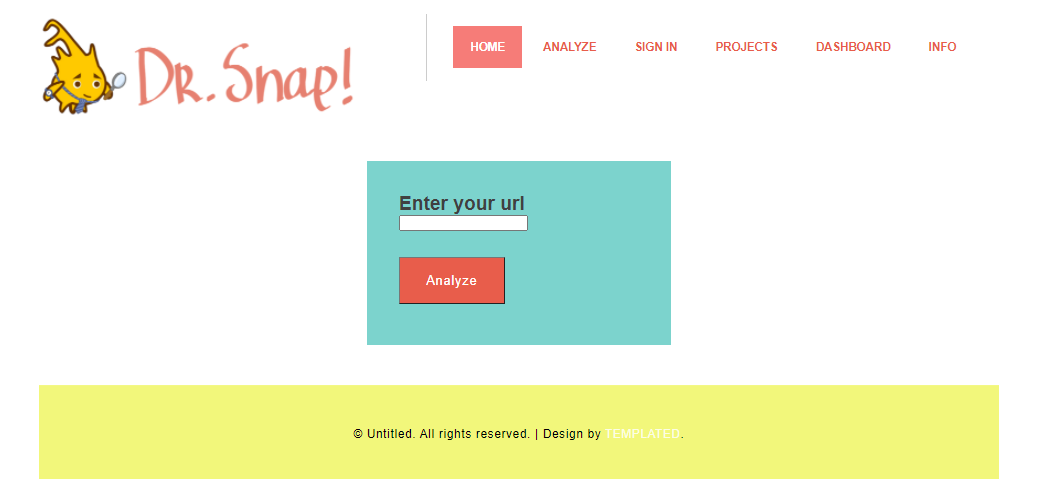 Dr. Snap!
HOME ANALYZE SIGN IN PROJECTS DASHBOARD INFO
Enter your url
Analyze
© Untitled. All rights reserved. | Design by TEMPLATED.